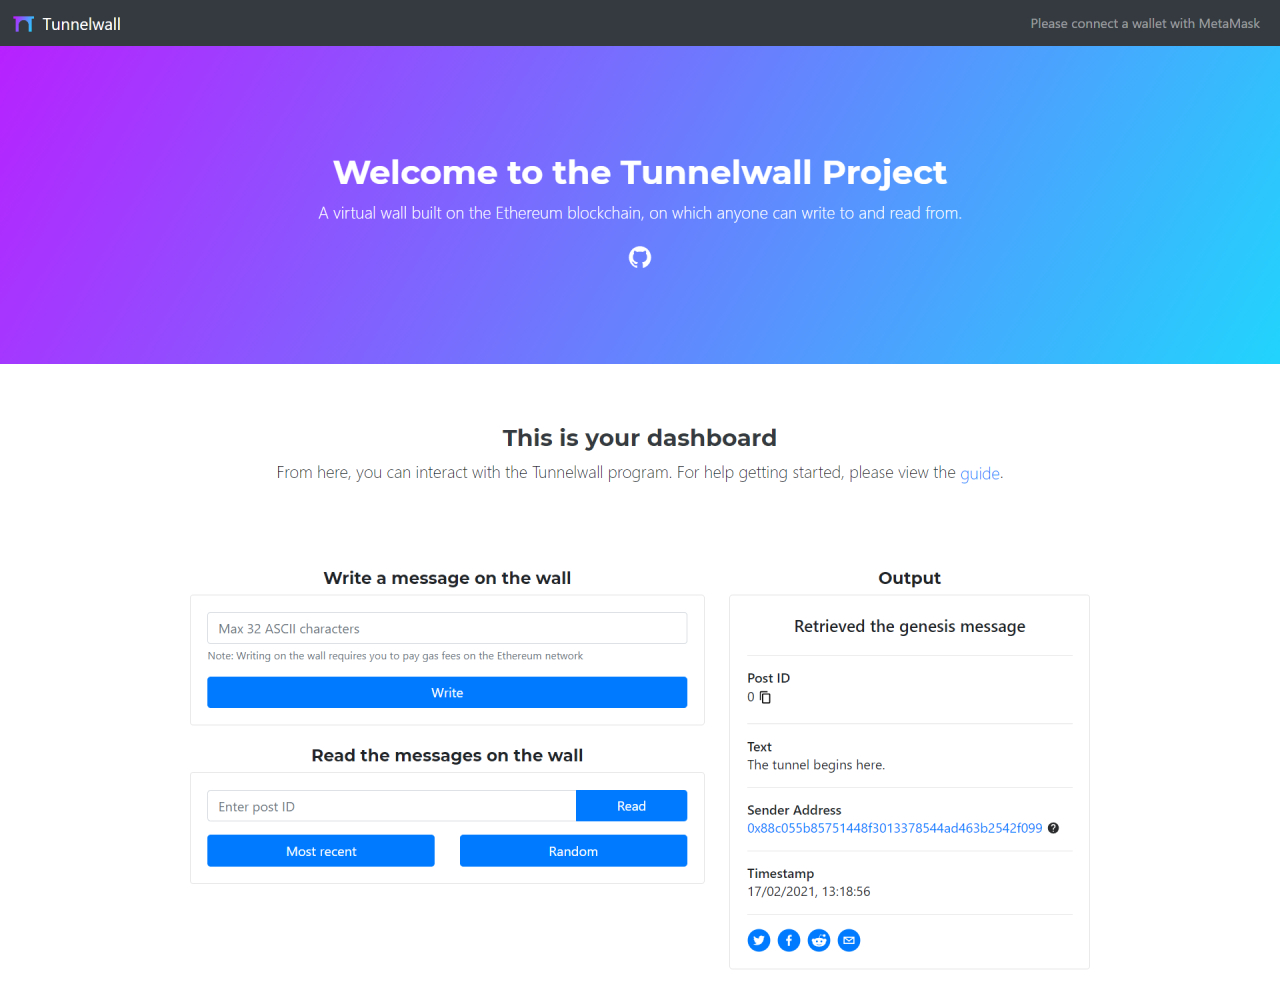 Tunnelwall
Please connect a wallet with MetaMask
Welcome to the Tunnelwall Project
A virtual wall built on the Ethereum blockchain, on which anyone can write to and read from.
This is your dashboard
From here, you can interact with the Tunnelwall program. For help getting started, please view the guide.
Write a message on the wall
Max 32 ASCII characters
Note: Writing on the wall requires you to pay gas fees on the Ethereum network
Write
Read the messages on the wall
Enter post ID
Read
Most recent
Random
Output
Retrieved the genesis message
Post ID
0
Text
The tunnel begins here.
Sender Address
0x88c055b85751448f3013378544ad463b2542f099
Timestamp
17/02/2021, 13:18:56